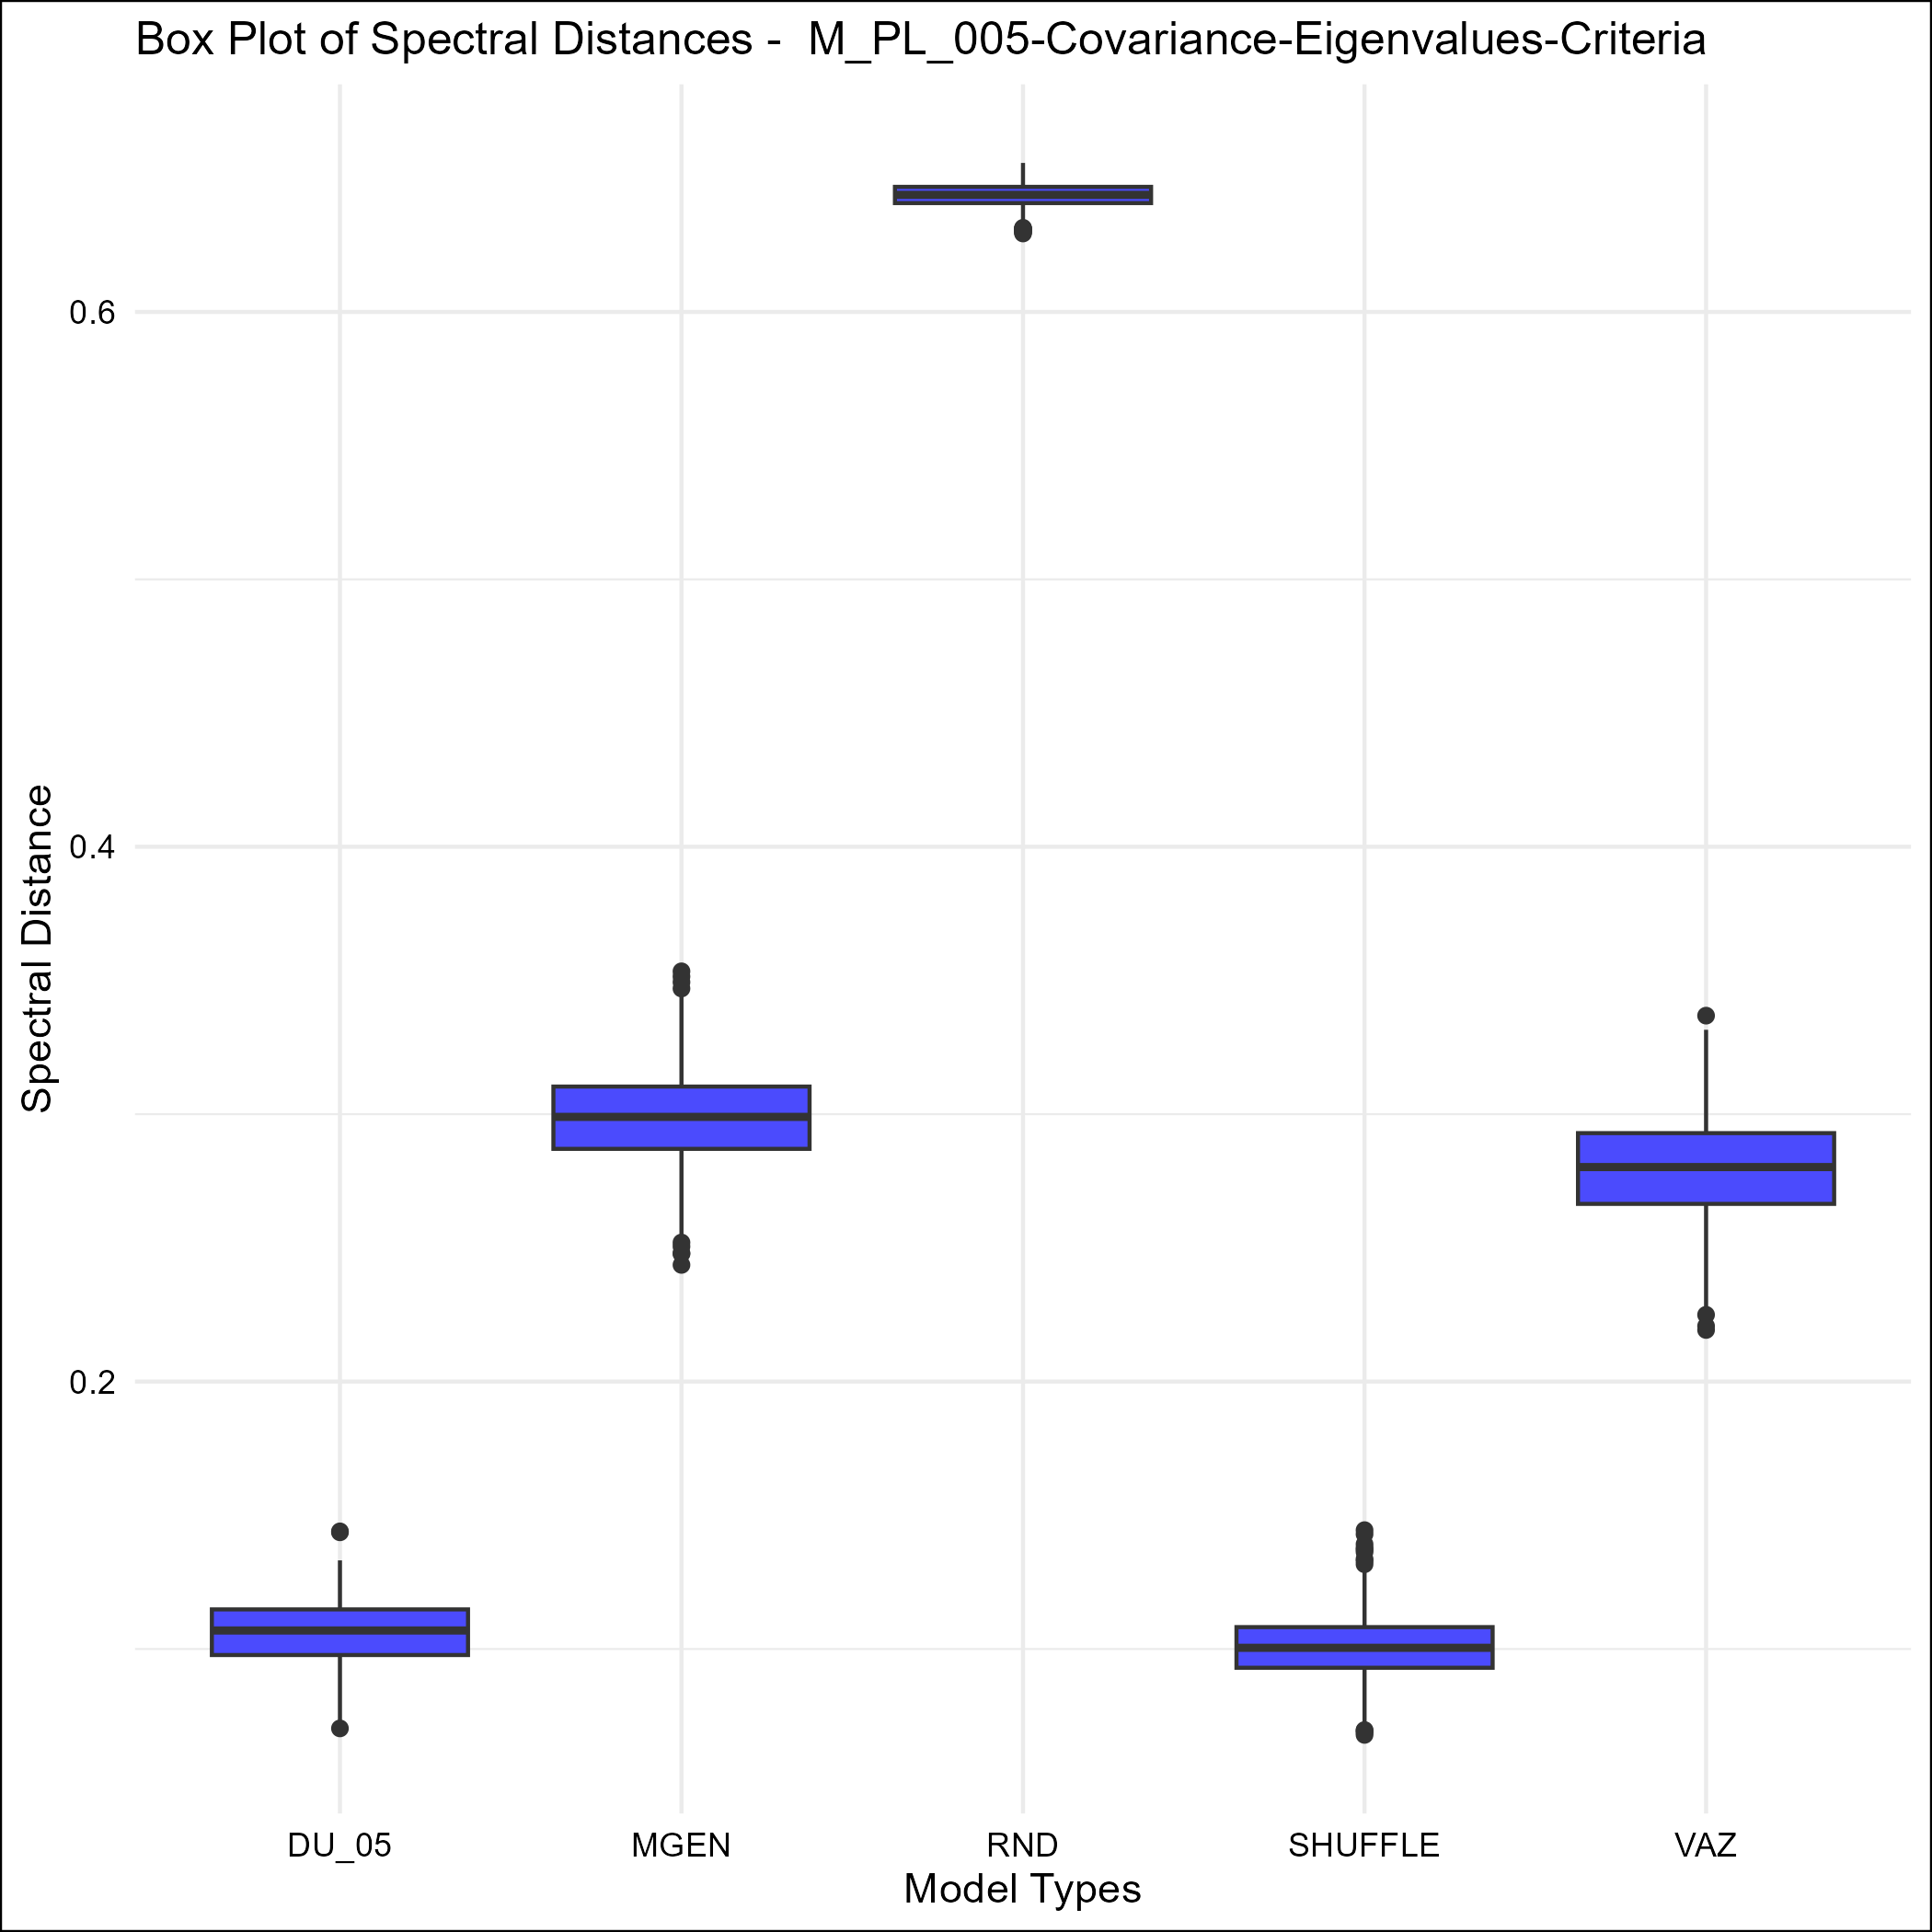 Box Plot of Spectral Distances -  M_PL_005-Covariance-Eigenvalues-Criteria
Spectral Distance
0.6
0.4
0.2
DU_05 MGEN RND SHUFFLE VAZ
Model Types